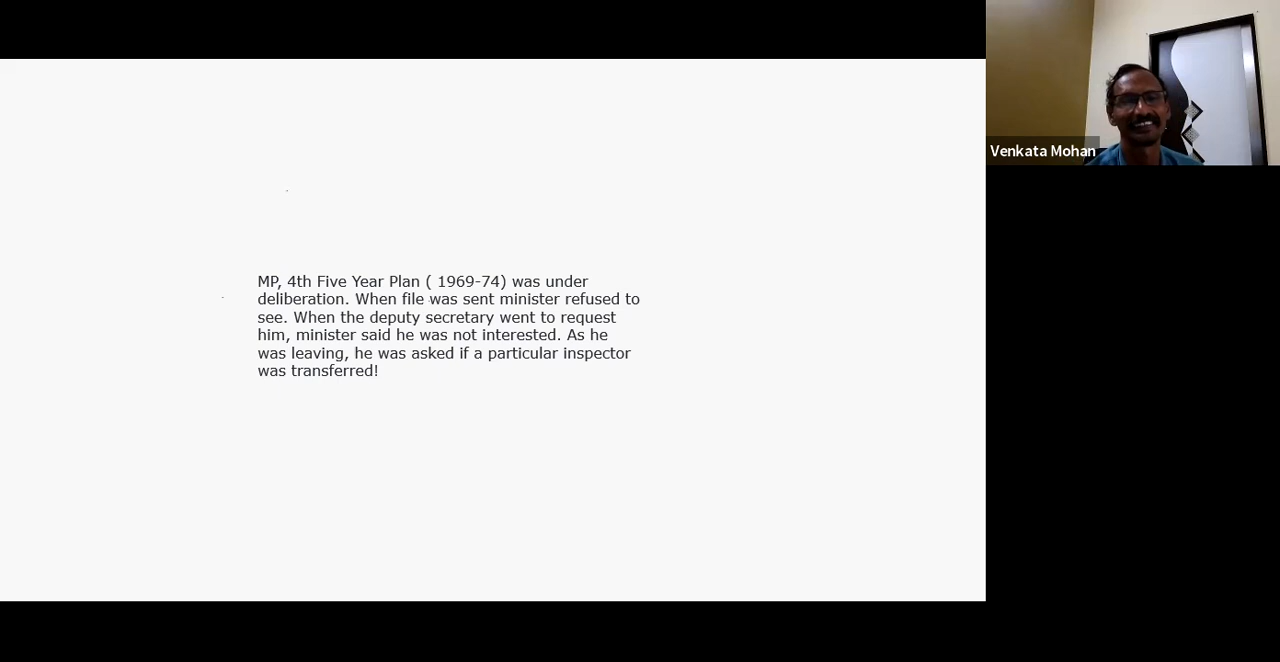 MP, 4th Five Year Plan ( 1969-74) was under
deliberation. When file was sent minister refused to
see. When the deputy secretary went to request
him, minister said he was not interested. As he
was leaving, he was asked if a particular inspector
was transferred!
Venkata Mohan